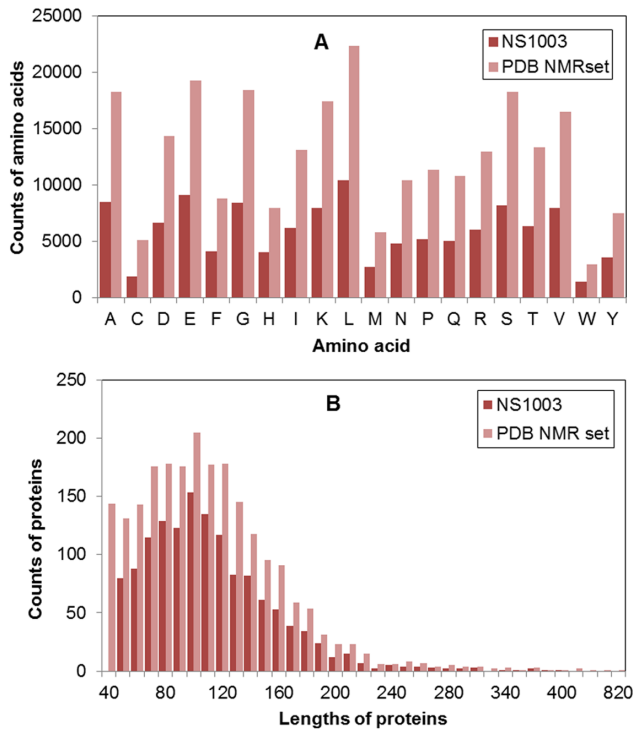 A
NS1003
PDB NMRset
25000
20000
15000
10000
5000
0
Counts of amino acids
A C D E F G H I K L M N P Q R S T V W Y
Amino acid
B
NS1003
PDB NMR set
250
200
150
100
50
0
Counts of proteins
40 80 120 160 200 240 280 340 400 820
Lengths of proteins